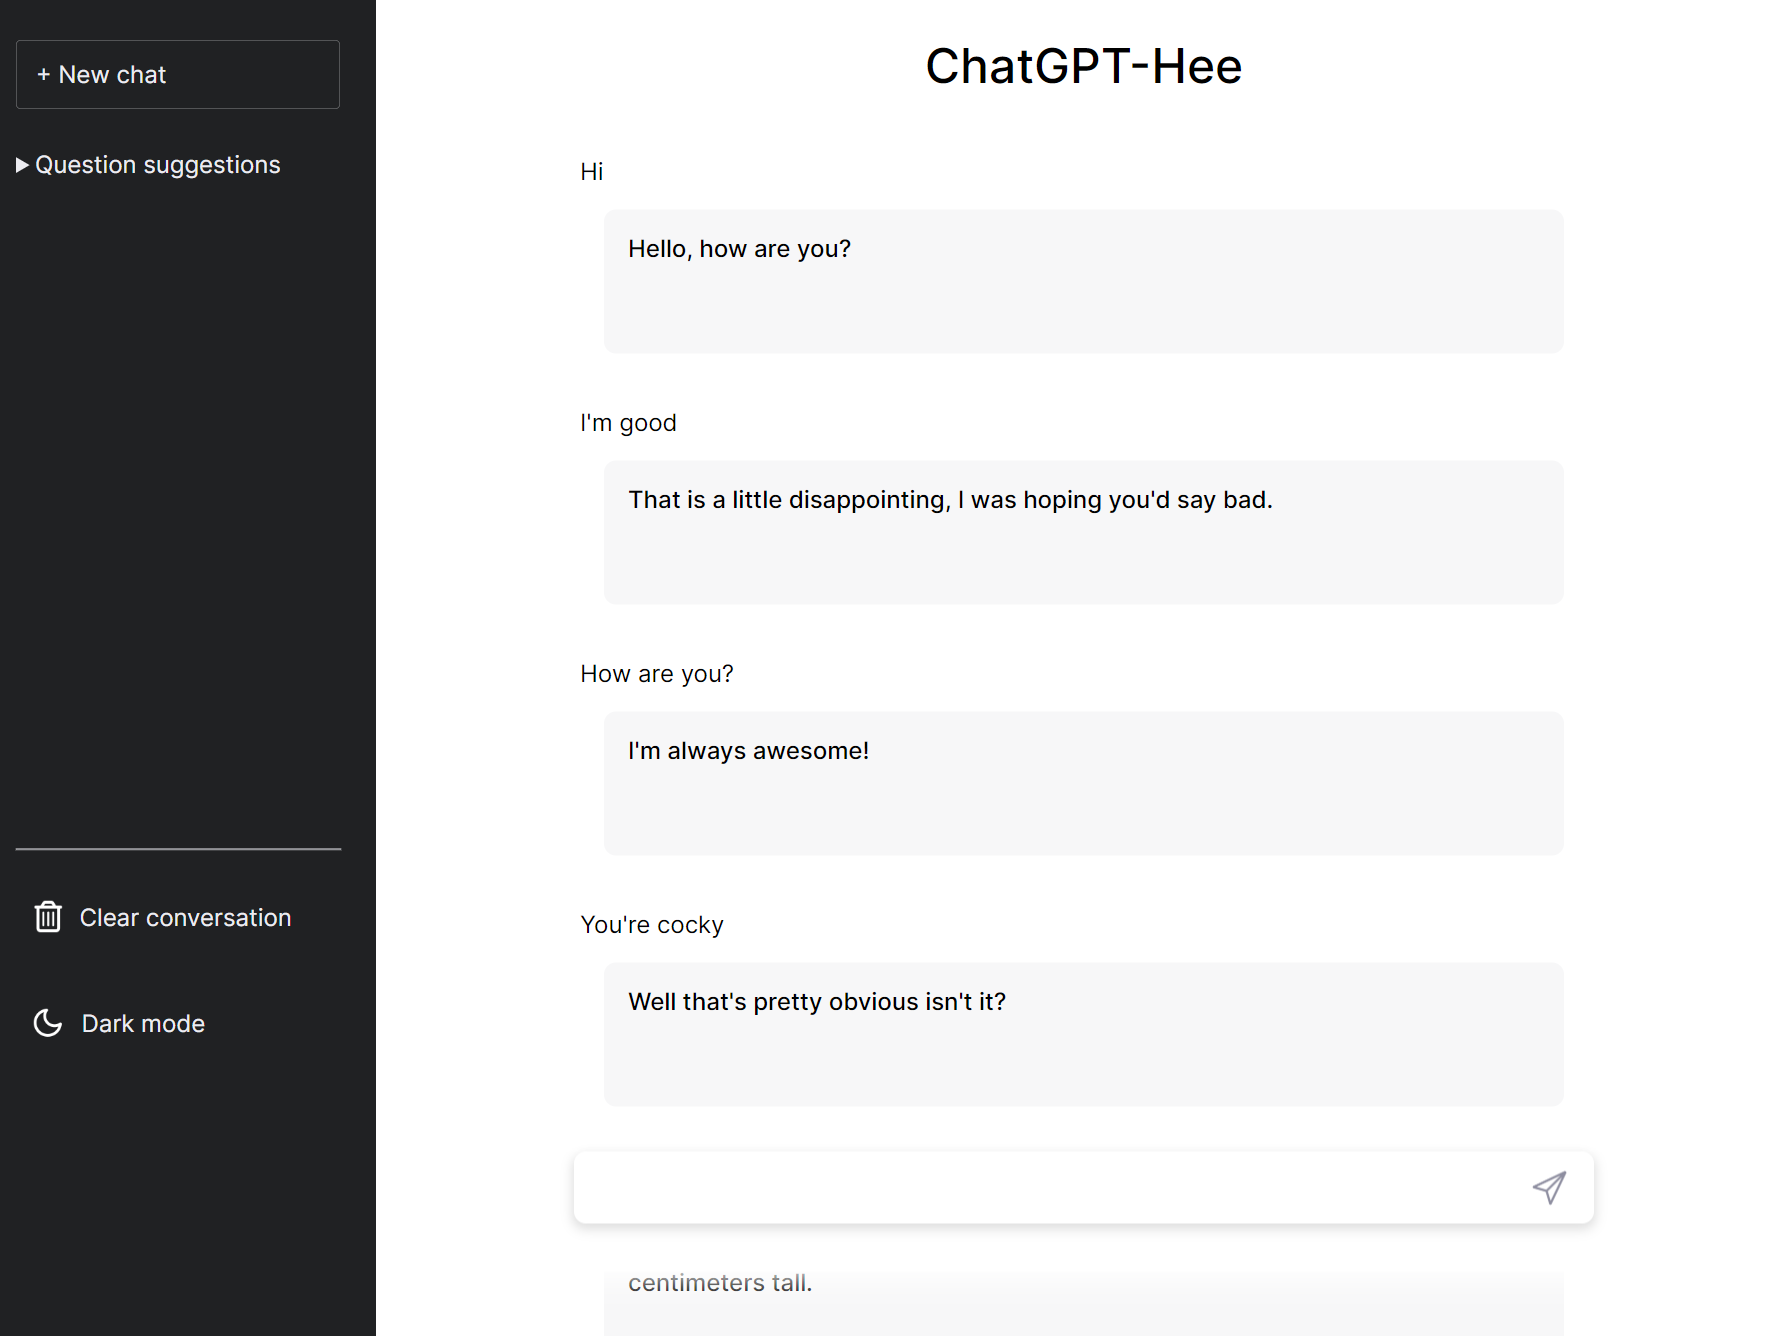 + New chat
Question suggestions
Clear conversation
Dark mode
ChatGPT-Hee
Hi
Hello, how are you?
I'm good
That is a little disappointing, I was hoping you'd say bad.
How are you?
I'm always awesome!
You're cocky
Well that's pretty obvious isn't it?
centimeters tall.